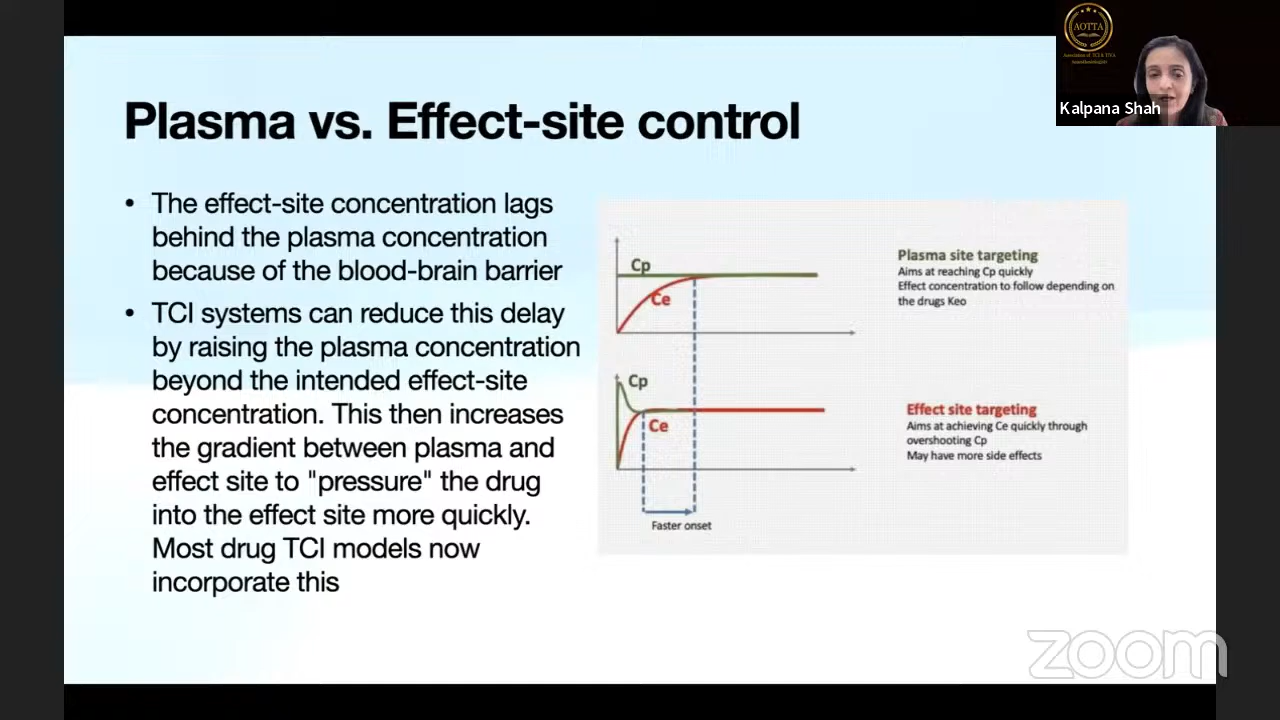 AOTTA
Association of TCI & TIVA
Anaesthesiologists
Kalpana Shah
Plasma vs. Effect-site control
• The effect-site concentration lags
behind the plasma concentration
because of the blood-brain barrier
• TCI systems can reduce this delay
by raising the plasma concentration
beyond the intended effect-site
concentration. This then increases
the gradient between plasma and
effect site to "pressure" the drug
into the effect site more quickly.
Most drug TCI models now
incorporate this
Cp
Ce
Plasma site targeting
Aims at reaching Cp quickly
Effect concentration to follow depending on
the drugs Keo
Cp
Ce
Effect site targeting
Aims at achieving Ce quickly through
overshooting Cp
May have more side effects
Faster onset
zoom